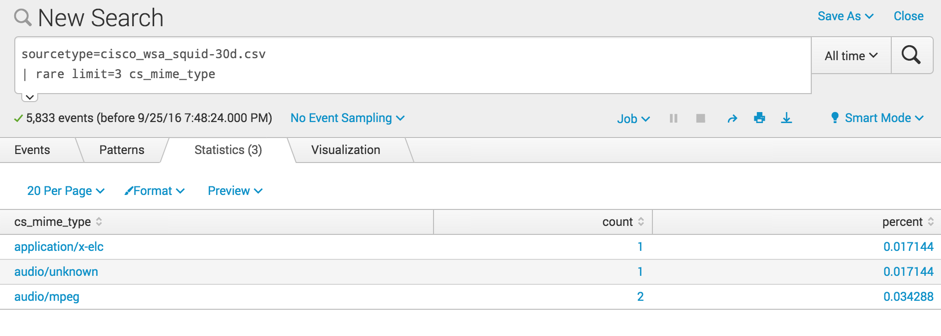 New Search
Save As
Close
sourcetype=cisco_wsa_squid-30d.csv
| rare limit=3 cs_mime_type
All time
5,833 events (before 9/25/16 7:48:24.000 PM)
No Event Sampling
Job
Smart Mode
Events
Patterns
Statistics (3)
Visualization
20 Per Page
Format
Preview
cs_mime_type
count
percent
application/x-elc
1
0.017144
audio/unknown
1
0.017144
audio/mpeg
2
0.034288